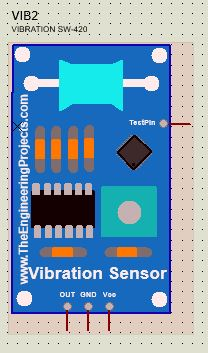 VIB2
VIBRATION SW-420
TestPin
www.TheEngineeringProjects.com
Vibration Sensor
OUT GND Vcc